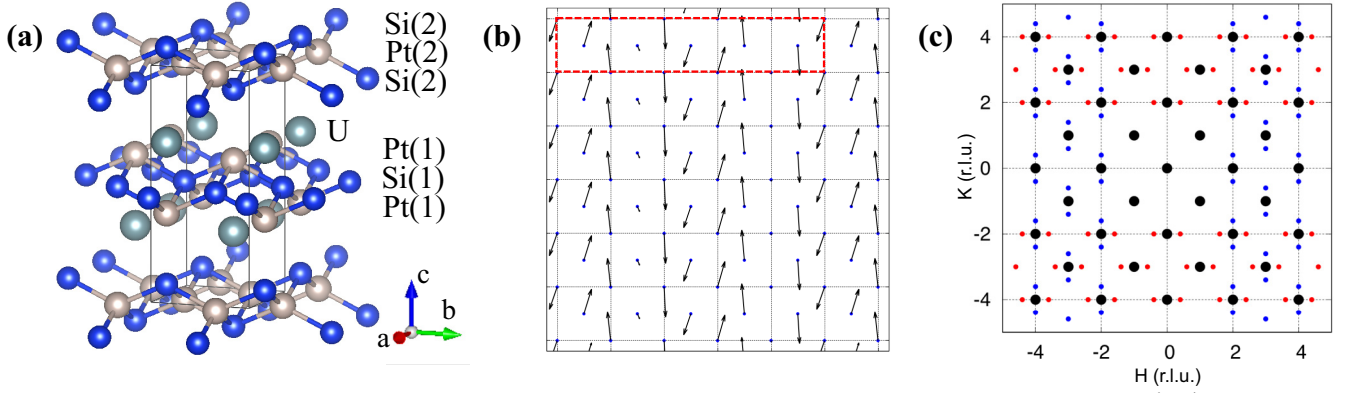 (a)
Si(2)
Pt(2)
Si(2)
U
Pt(1)
Si(1)
Pt(1)
c
b
a
(b)
(c)
4
2
0
-2
-4
K (r.l.u.)
-4 -2 0 2 4
H (r.l.u.)